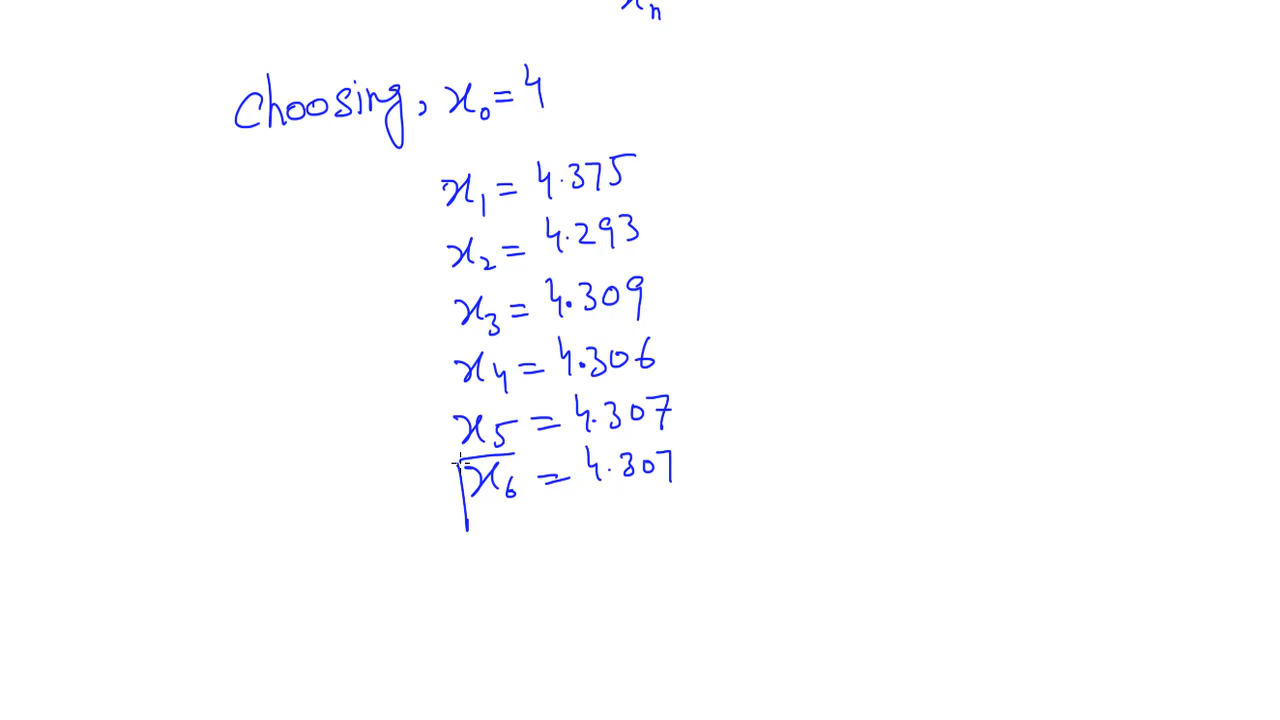 xₙ
Choosing, x₀ = 4
x₁ = 4.375
x₂ = 4.293
x₃ = 4.309
x₄ = 4.306
x₅ = 4.307
x₆ = 4.307